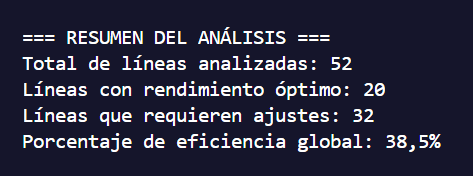 === RESUMEN DEL ANÁLISIS ===
Total de líneas analizadas: 52
Líneas con rendimiento óptimo: 20
Líneas que requieren ajustes: 32
Porcentaje de eficiencia global: 38,5%